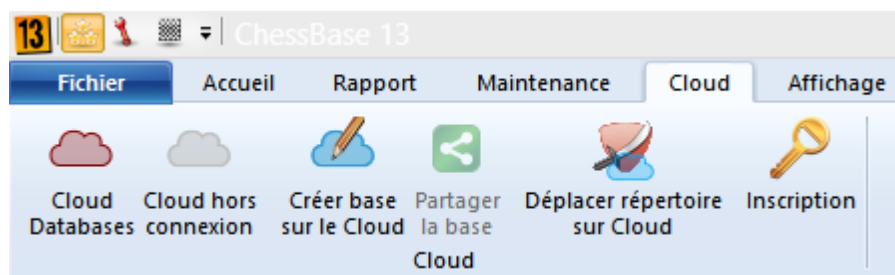 13 ChessBase 13
Fichier Accueil Rapport Maintenance Cloud Affichage
Cloud Cloud hors Créer base Partager Déplacer répertoire Inscription
Databases connexion sur le Cloud la base sur Cloud
Cloud